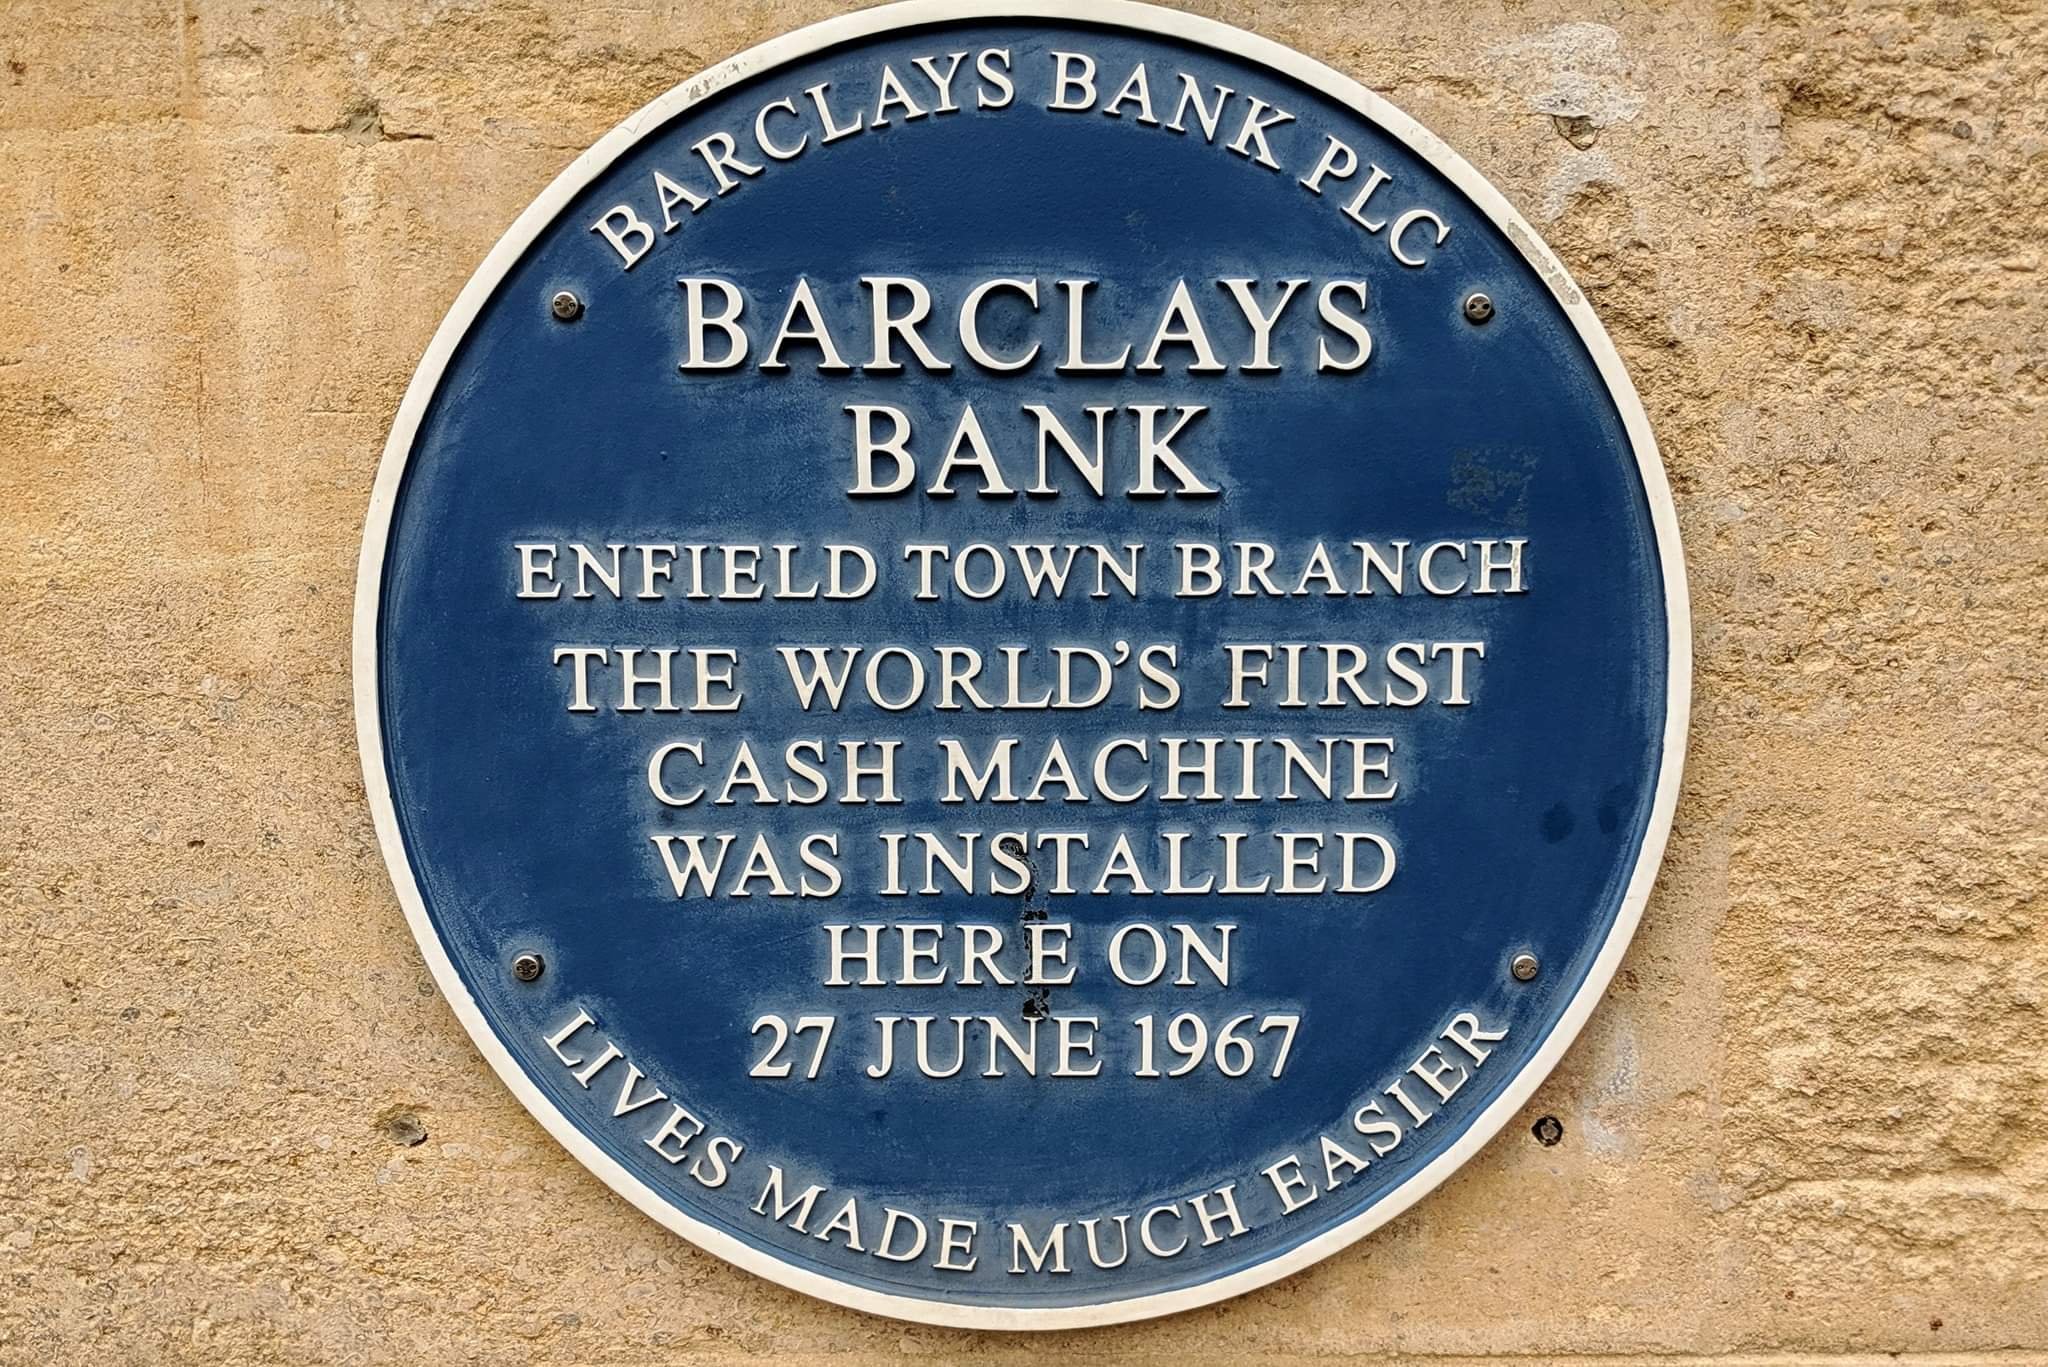 BARCLAYS BANK PLC
BARCLAYS
BANK
ENFIELD TOWN BRANCH
THE WORLD'S FIRST
CASH MACHINE
WAS INSTALLED
HERE ON
27 JUNE 1967
LIVES MADE MUCH EASIER